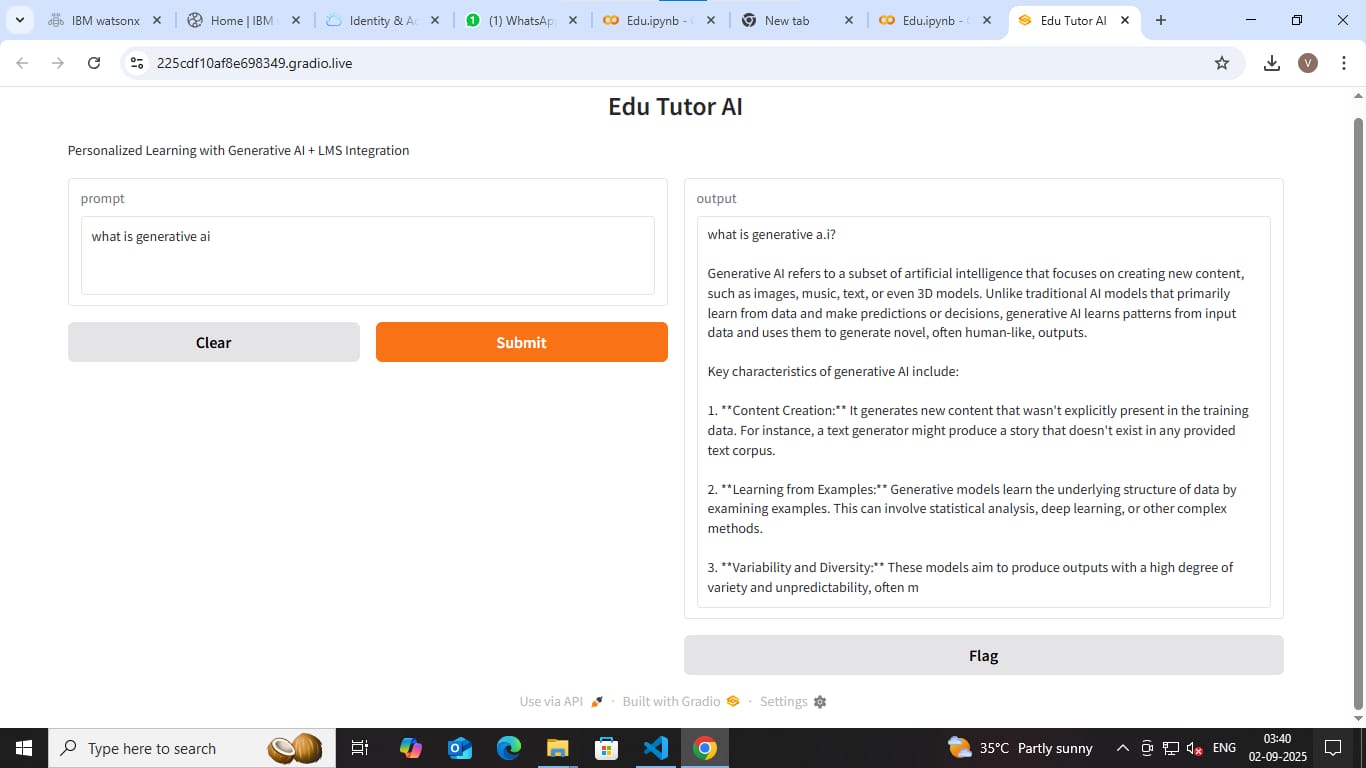 IBM watsonx
Home | IBM
Identity & Ac
(1) WhatsAp
Edu.ipynb -
New tab
Edu.ipynb -
Edu Tutor AI
225cdf10af8e698349.gradio.live
V
Edu Tutor AI
Personalized Learning with Generative AI + LMS Integration
prompt
what is generative ai
Clear
Submit
output
what is generative a.i?
Generative AI refers to a subset of artificial intelligence that focuses on creating new content,
such as images, music, text, or even 3D models. Unlike traditional AI models that primarily
learn from data and make predictions or decisions, generative AI learns patterns from input
data and uses them to generate novel, often human-like, outputs.
Key characteristics of generative AI include:
1. **Content Creation:** It generates new content that wasn't explicitly present in the training
data. For instance, a text generator might produce a story that doesn't exist in any provided
text corpus.
2. **Learning from Examples:** Generative models learn the underlying structure of data by
examining examples. This can involve statistical analysis, deep learning, or other complex
methods.
3. **Variability and Diversity:** These models aim to produce outputs with a high degree of
variety and unpredictability, often m
Flag
Use via API · Built with Gradio · Settings
Type here to search
35°C Partly sunny
ENG
03:40
02-09-2025